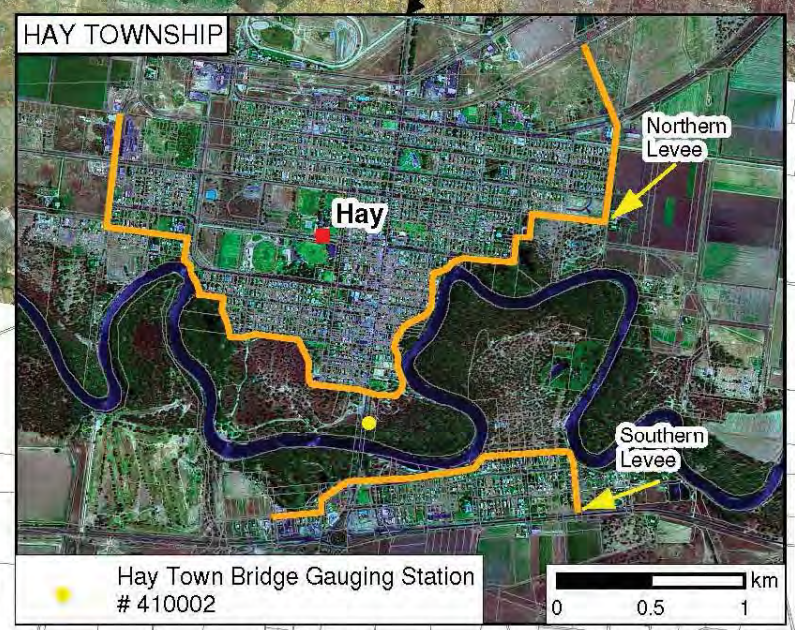 HAY TOWNSHIP
Northern
Levee
Hay
Southern
Levee
Hay Town Bridge Gauging Station
# 410002
km
0 0.5 1